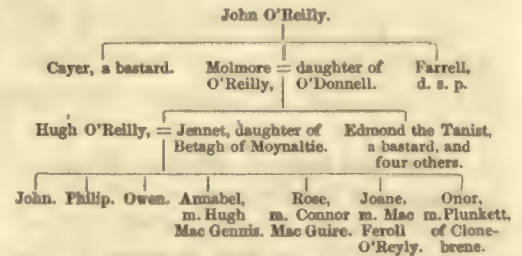 John O'Reilly.
Cayer, a bastard. Molmore = daughter of Farrell,
O'Reilly, O'Donnell. d. s. p.
Hugh O'Reilly, = Jennet, daughter of Edmond the Tanist,
Betagh of Moynaltie. a bastard, and
four others.
John. Philip. Owen. Annabel, Rose, Joane, Onor,
m. Hugh m. Connor m. Mac m. Plunkett,
Mac Gennis. Mac Guire. Feroll of Clone-
O'Reyly. brene.